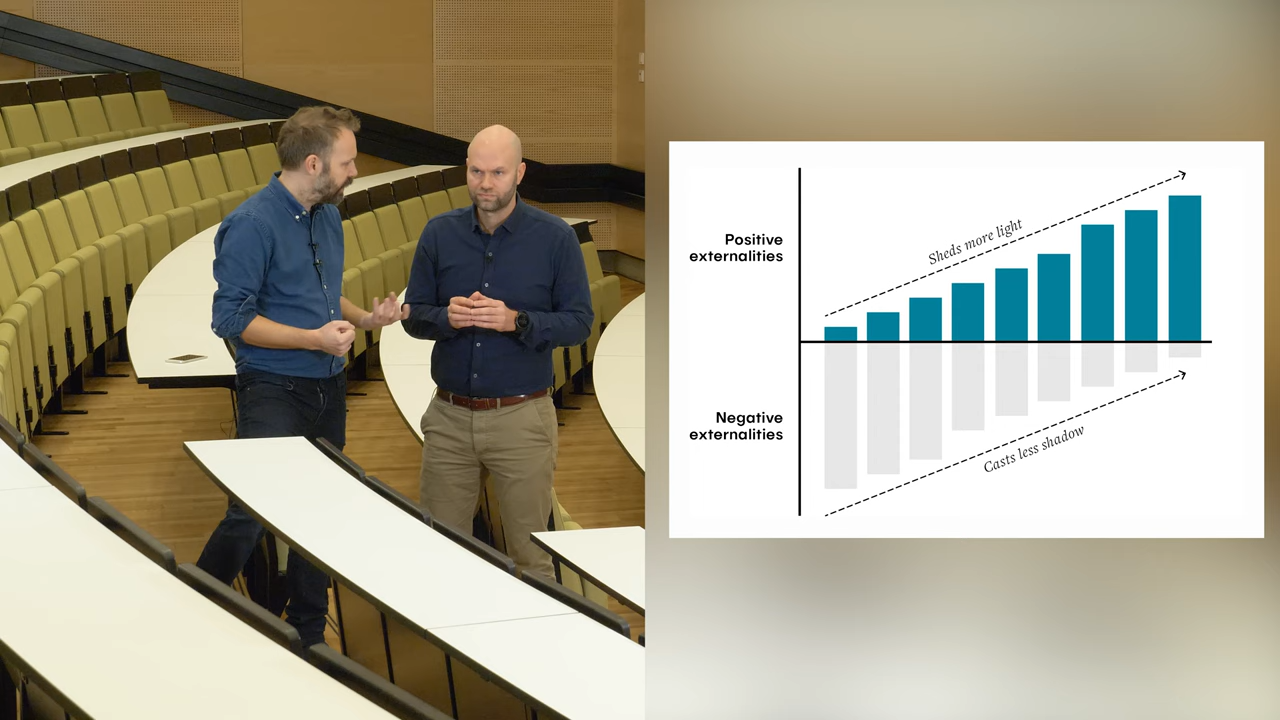 Positive
externalities
Sheds more light
Negative
externalities
Casts less shadow